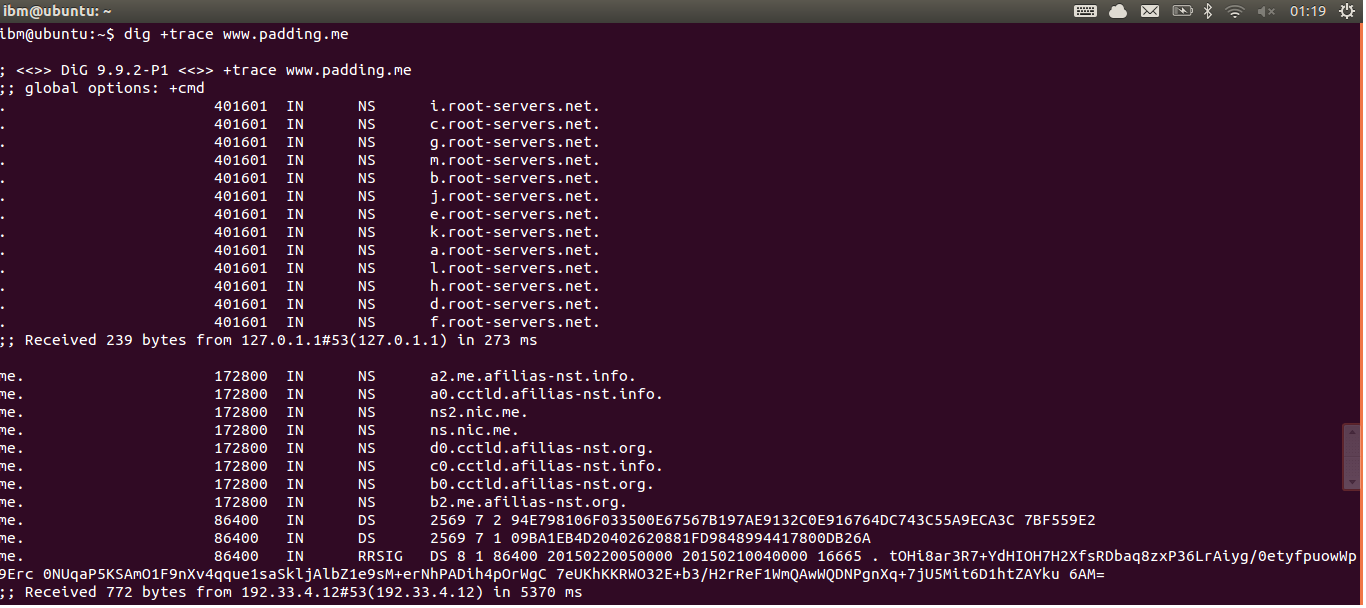 ibm@ubuntu: ~
01:19
ibm@ubuntu:~$ dig +trace www.padding.me
; <<>> DiG 9.9.2-P1 <<>> +trace www.padding.me
;; global options: +cmd
. 401601 IN NS i.root-servers.net.
. 401601 IN NS c.root-servers.net.
. 401601 IN NS g.root-servers.net.
. 401601 IN NS m.root-servers.net.
. 401601 IN NS b.root-servers.net.
. 401601 IN NS j.root-servers.net.
. 401601 IN NS e.root-servers.net.
. 401601 IN NS k.root-servers.net.
. 401601 IN NS a.root-servers.net.
. 401601 IN NS l.root-servers.net.
. 401601 IN NS h.root-servers.net.
. 401601 IN NS d.root-servers.net.
. 401601 IN NS f.root-servers.net.
;; Received 239 bytes from 127.0.1.1#53(127.0.1.1) in 273 ms
me. 172800 IN NS a2.me.afilias-nst.info.
me. 172800 IN NS a0.cctld.afilias-nst.info.
me. 172800 IN NS ns2.nic.me.
me. 172800 IN NS ns.nic.me.
me. 172800 IN NS d0.cctld.afilias-nst.org.
me. 172800 IN NS c0.cctld.afilias-nst.info.
me. 172800 IN NS b0.cctld.afilias-nst.org.
me. 172800 IN NS b2.me.afilias-nst.org.
me. 86400 IN DS 2569 7 2 94E798106F033500E67567B197AE9132C0E916764DC743C55A9ECA3C 7BF559E2
me. 86400 IN DS 2569 7 1 09BA1EB4D20402620881FD9848994417800DB26A
me. 86400 IN RRSIG DS 8 1 86400 20150220050000 20150210040000 16665 . tOHi8ar3R7+YdHIOH7H2XfsRDbaq8zxP36LrAiyg/0etyfpuowWp
9Erc 0NUqaP5KSAmO1F9nXv4qque1saSkljAlbZ1e9sM+erNhPADih4pOrWgC 7eUKhKKRWO32E+b3/H2rReF1WmQAwWQDNPgnXq+7jU5Mit6D1htZAYku 6AM=
;; Received 772 bytes from 192.33.4.12#53(192.33.4.12) in 5370 ms